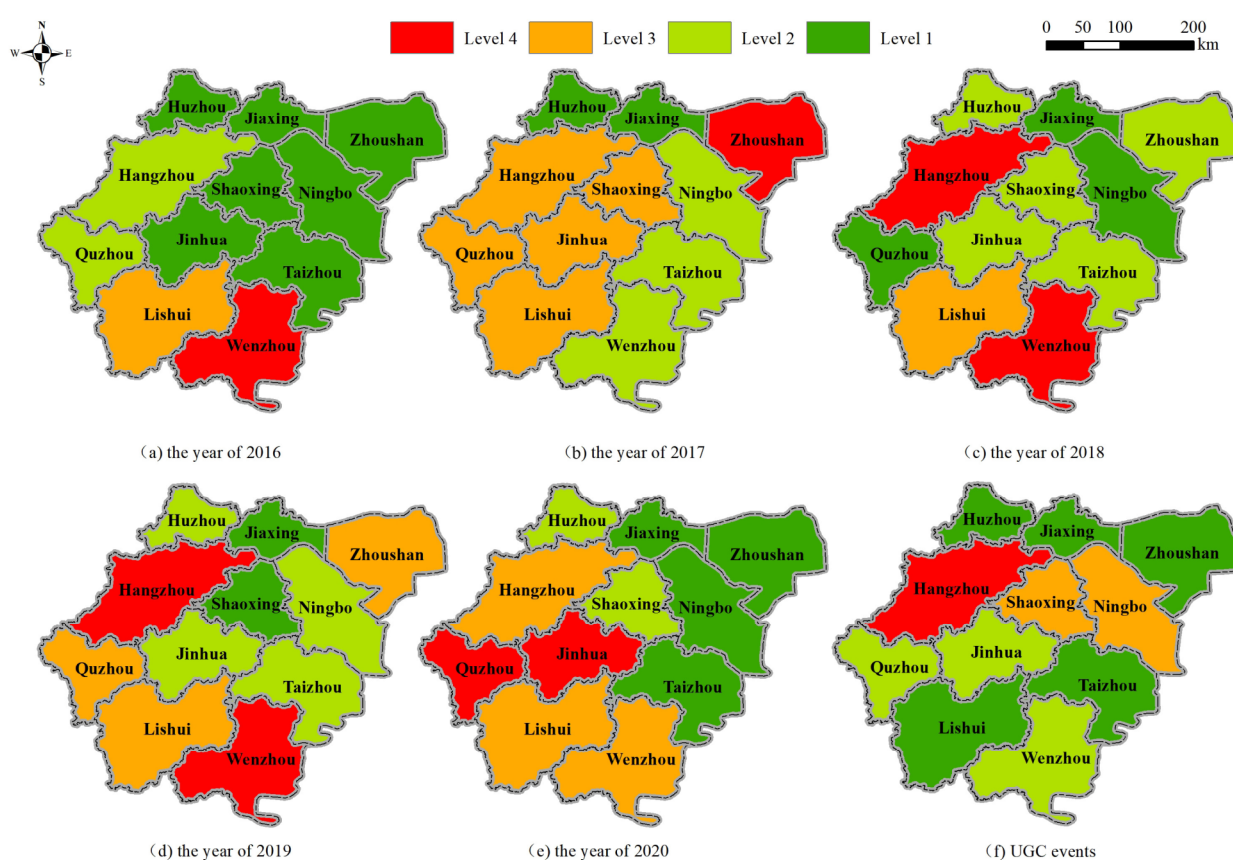 N
W E
S
Level 4 Level 3 Level 2 Level 1
0 100 200
km
Huzhou
Jiaxing
Zhoushan
Hangzhou
Shaoxing
Ningbo
Quzhou
Jinhua
Taizhou
Lishui
Wenzhou
(a) the year of 2016
Huzhou
Jiaxing
Zhoushan
Hangzhou
Shaoxing
Ningbo
Quzhou
Jinhua
Taizhou
Lishui
Wenzhou
(b) the year of 2017
Huzhou
Jiaxing
Zhoushan
Hangzhou
Shaoxing
Ningbo
Quzhou
Jinhua
Taizhou
Lishui
Wenzhou
(c) the year of 2018
Huzhou
Jiaxing
Zhoushan
Hangzhou
Shaoxing
Ningbo
Quzhou
Jinhua
Taizhou
Lishui
Wenzhou
(d) the year of 2019
Huzhou
Jiaxing
Zhoushan
Hangzhou
Shaoxing
Ningbo
Quzhou
Jinhua
Taizhou
Lishui
Wenzhou
(e) the year of 2020
Huzhou
Jiaxing
Zhoushan
Hangzhou
Shaoxing
Ningbo
Quzhou
Jinhua
Taizhou
Lishui
Wenzhou
(f) UGC events